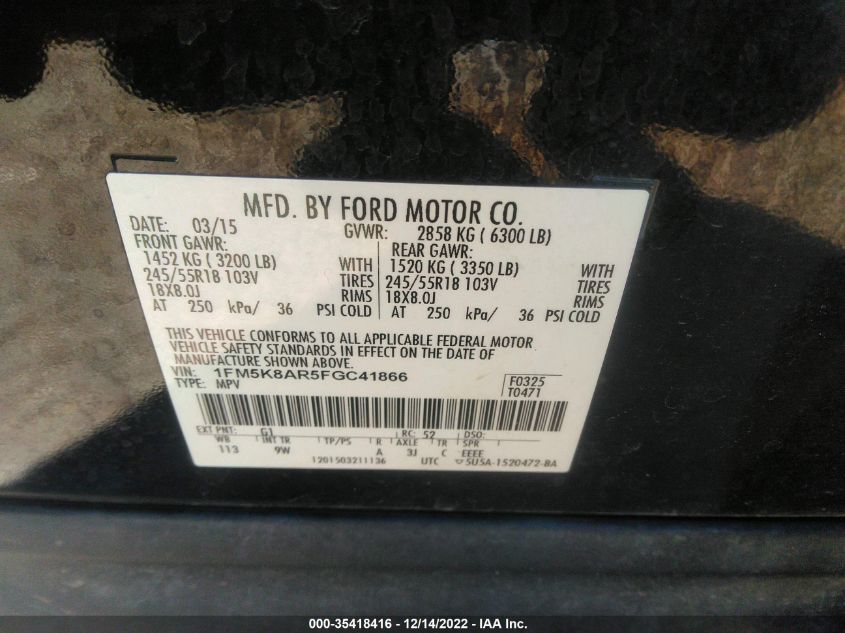 MFD. BY FORD MOTOR CO.
DATE: 03/15 GVWR: 2858 KG ( 6300 LB)
FRONT GAWR: REAR GAWR:
1452 KG ( 3200 LB) WITH 1520 KG ( 3350 LB) WITH
245/55R18 103V TIRES 245/55R18 103V TIRES
18X8.0J RIMS 18X8.0J RIMS
AT 250 kPa/ 36 PSI COLD AT 250 kPa/ 36 PSI COLD
THIS VEHICLE CONFORMS TO ALL APPLICABLE FEDERAL MOTOR
VEHICLE SAFETY STANDARDS IN EFFECT ON THE DATE OF
MANUFACTURE SHOWN ABOVE.
VIN: 1FM5K8AR5FGC41866
TYPE: MPV
F0325
T0471
EXT PNT: G1 RC: 52 DSO:
WB INT TR TP/PS R AXLE TR SPR
113 9W A 3J C EEEE
1201503211136 UTC ▽5U5A-1520472-BA
000-35418416 - 12/14/2022 - IAA Inc.